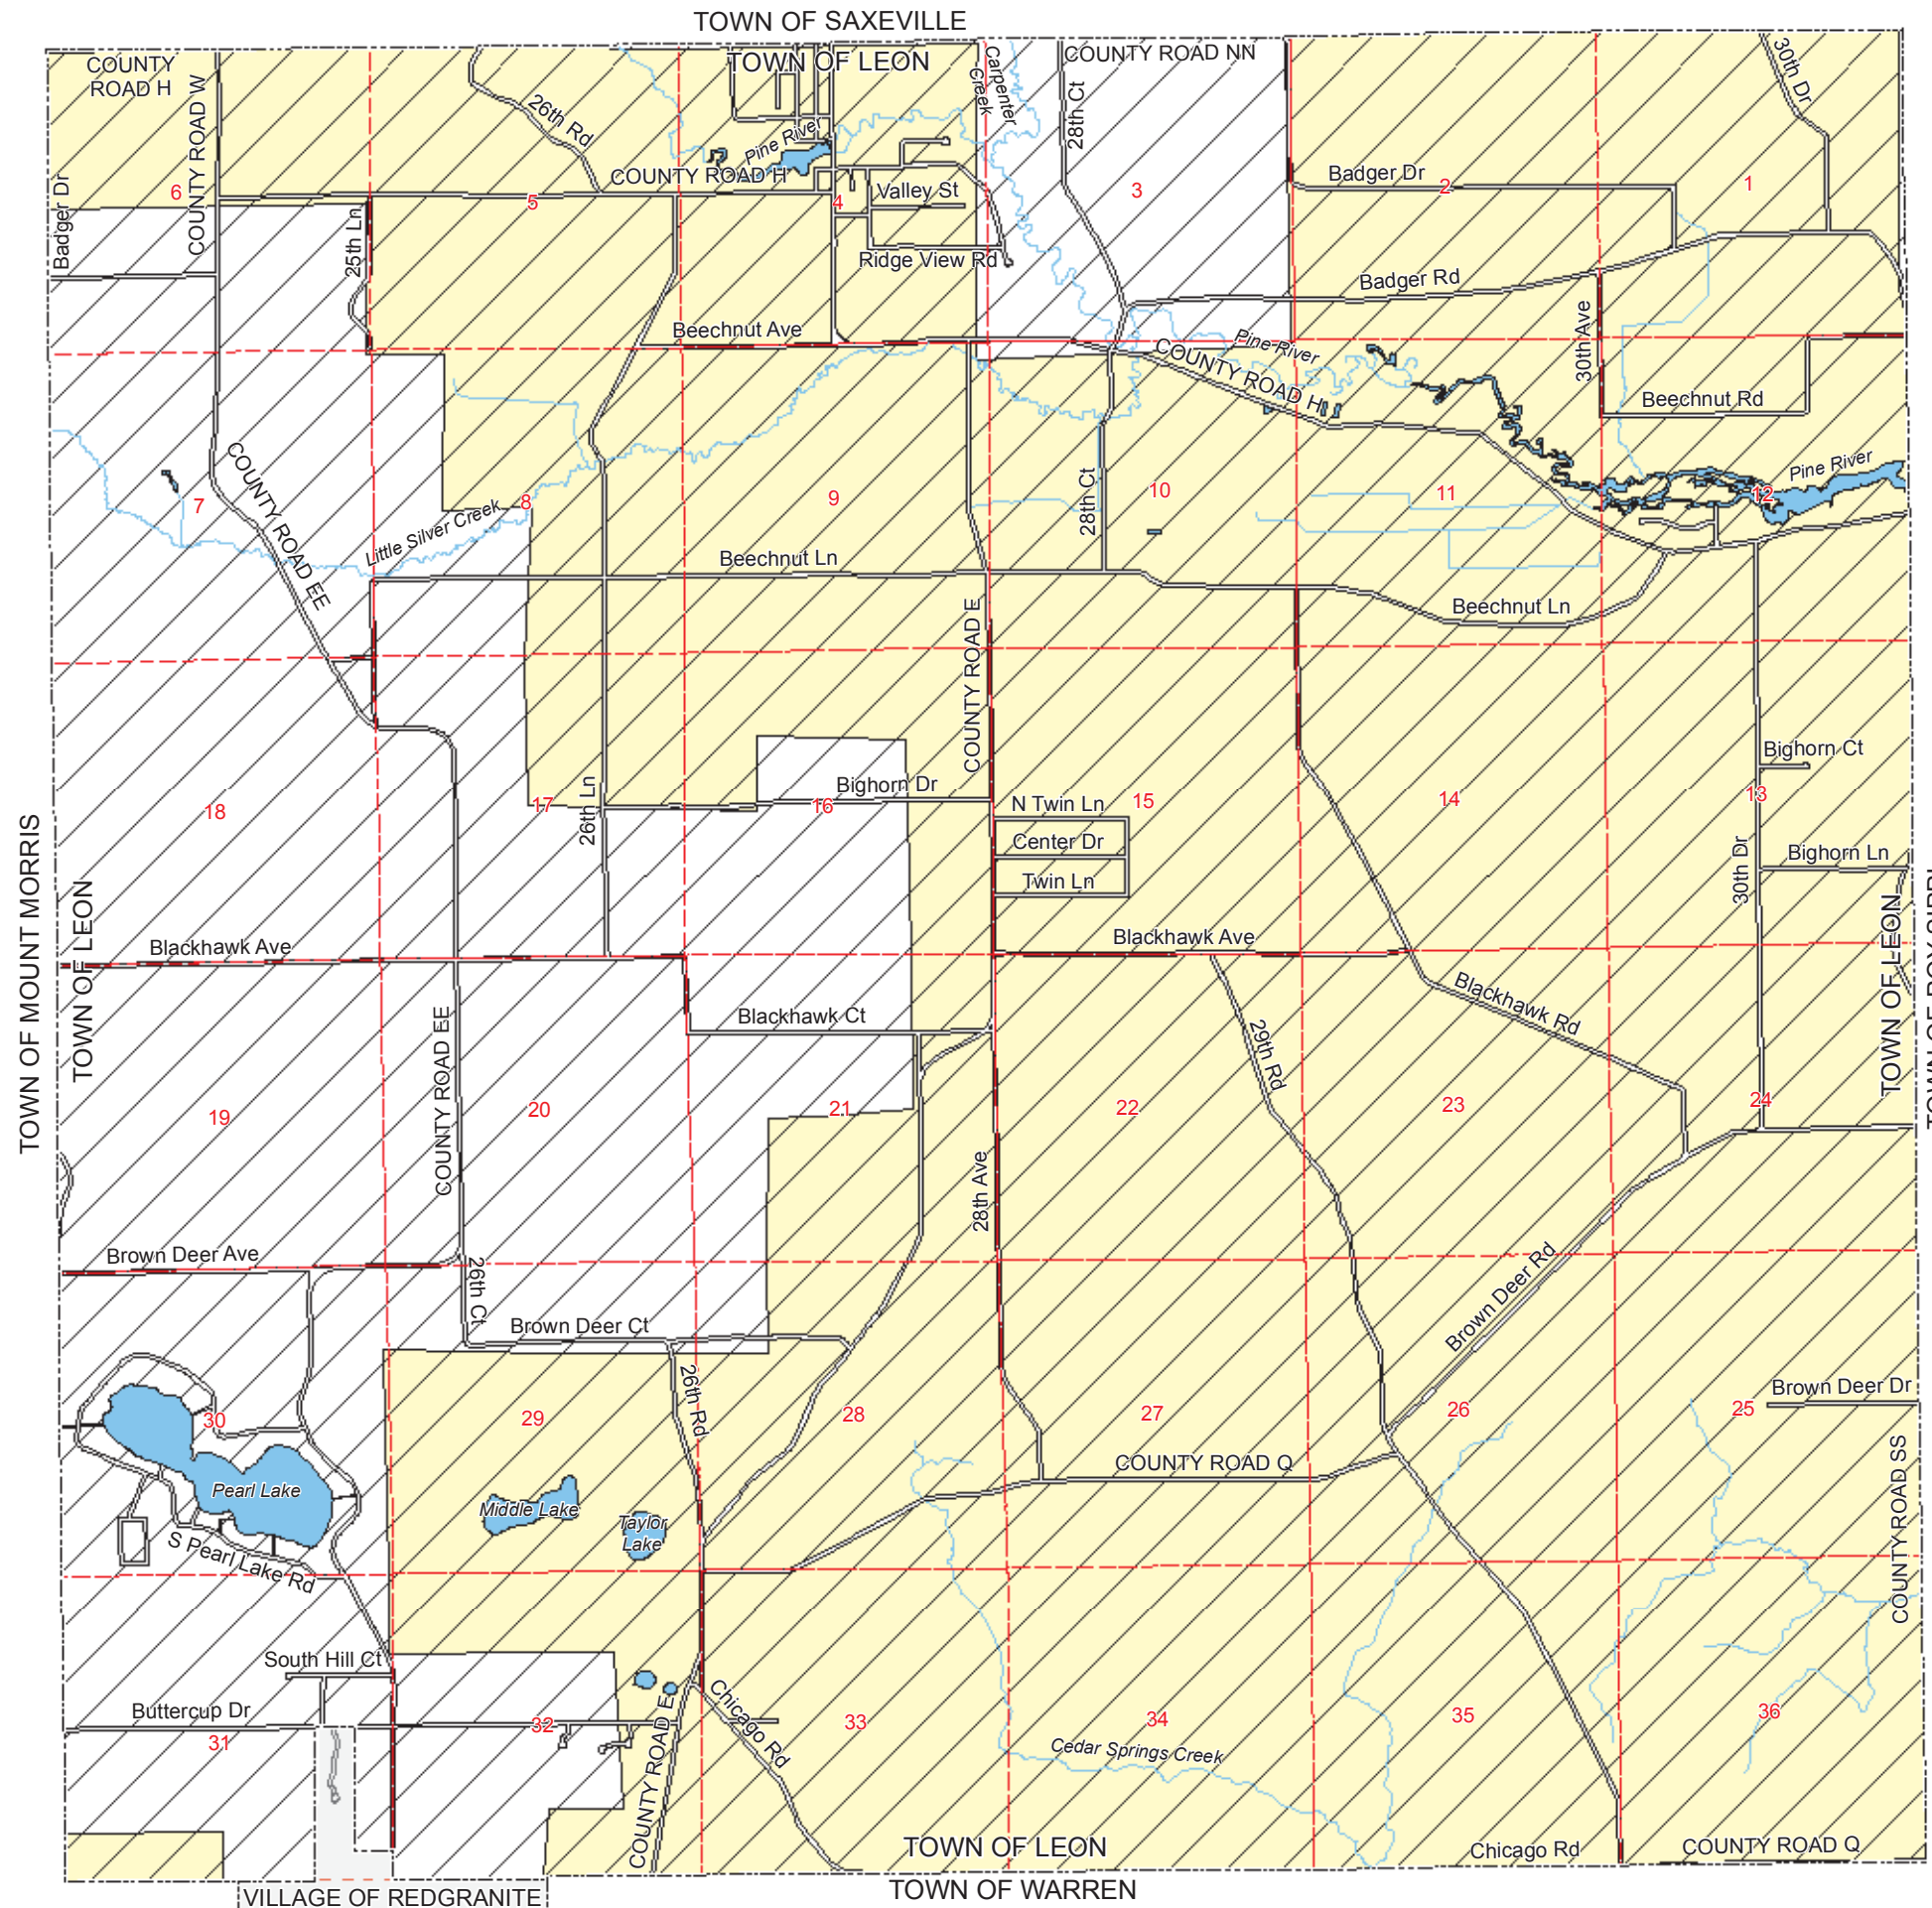 TOWN OF SAXEVILLE
COUNTY
ROAD H
COUNTY ROAD W
26th Rd
TOWN OF LEON
Carpenter
Creek
COUNTY ROAD NN
28th Ct
30th Dr
Pine River
COUNTY ROAD H
Badger Dr
6
5
4
Valley St
3
Badger Dr
2
1
25th Ln
Ridge View Rd
Badger Rd
Beechnut Ave
Pine River
30th Ave
COUNTY ROAD H
Beechnut Rd
COUNTY ROAD EE
7
Little Silver Creek
8
9
28th Ct
10
11
Pine River
12
Beechnut Ln
Beechnut Ln
COUNTY ROAD E
Bighorn Ct
18
17
26th Ln
Bighorn Dr
16
N Twin Ln
15
14
13
Center Dr
Twin Ln
30th Dr
Bighorn Ln
TOWN OF MOUNT MORRIS
TOWN OF LEON
Blackhawk Ave
Blackhawk Ave
TOWN OF LEON
Blackhawk Ct
Blackhawk Rd
COUNTY ROAD EE
29th Rd
19
20
21
22
23
24
28th Ave
Brown Deer Ave
26th Ct
Brown Deer Ct
Brown Deer Rd
26th Rd
Brown Deer Dr
30
29
28
27
26
25
COUNTY ROAD Q
COUNTY ROAD SS
Pearl Lake
Middle Lake
Taylor
Lake
S Pearl Lake Rd
South Hill Ct
Buttercup Dr
31
32
COUNTY ROAD E
Chicago Rd
33
34
35
36
Cedar Springs Creek
TOWN OF LEON
Chicago Rd
COUNTY ROAD Q
VILLAGE OF REDGRANITE
TOWN OF WARREN